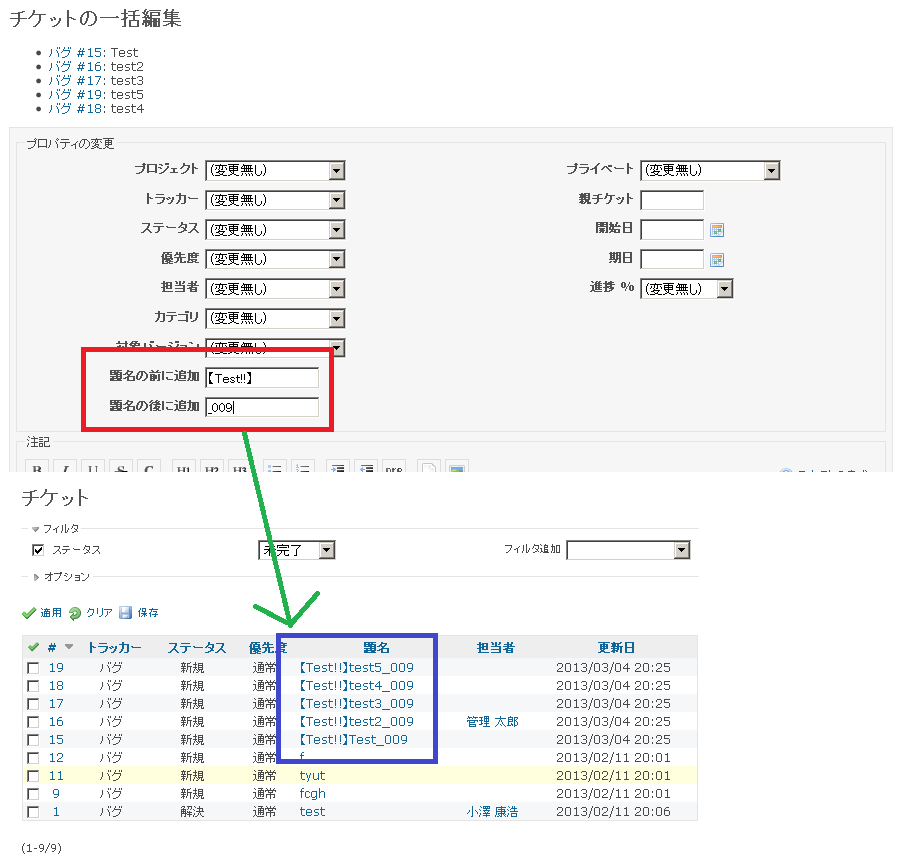 チケットの一括編集
バグ #15: Test
バグ #16: test2
バグ #17: test3
バグ #19: test5
バグ #18: test4
プロパティの変更
プロジェクト (変更無し) プライベート (変更無し)
トラッカー (変更無し) 親チケット
ステータス (変更無し) 開始日
優先度 (変更無し) 期日
担当者 (変更無し) 進捗 % (変更無し)
カテゴリ (変更無し)
対象バージョン (変更無し)
題名の前に追加 【Test!!】
題名の後に追加 _009
注記
B I U S C H1 H2 H3 pre
チケット
フィルタ
ステータス 未完了 フィルタ追加
オプション
適用 クリア 保存
# トラッカー ステータス 優先度 題名 担当者 更新日
19 バグ 新規 通常 【Test!!】test5_009 2013/03/04 20:25
18 バグ 新規 通常 【Test!!】test4_009 2013/03/04 20:25
17 バグ 新規 通常 【Test!!】test3_009 2013/03/04 20:25
16 バグ 新規 通常 【Test!!】test2_009 管理 太郎 2013/03/04 20:25
15 バグ 新規 通常 【Test!!】Test_009 2013/03/04 20:25
12 バグ 新規 通常 f 2013/02/11 20:01
11 バグ 新規 通常 tyut 2013/02/11 20:01
9 バグ 新規 通常 fcgh 2013/02/11 20:01
1 バグ 解決 通常 test 小澤 康浩 2013/02/11 20:06
(1-9/9)